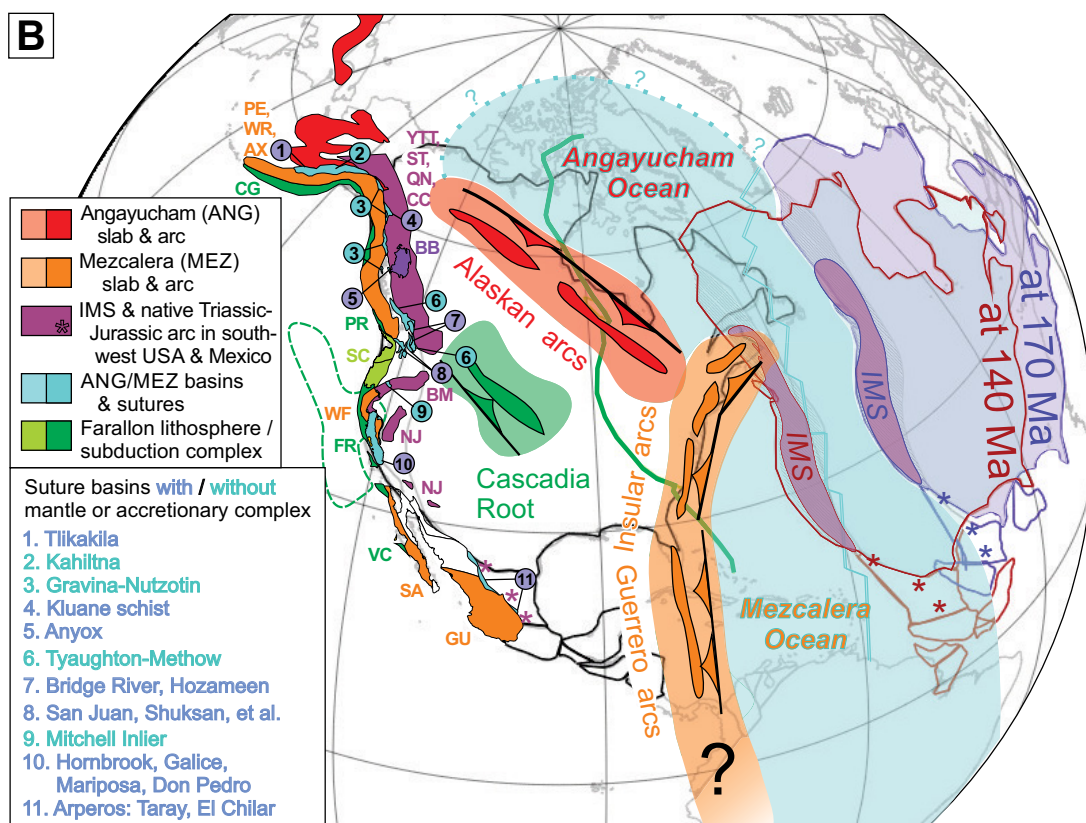 B
PE,
WR,
AX
1
2
YTT,
ST,
QN,
CC
CG
3
4
BB
3
5
6
7
PR
SC
6
8
BM
WF
9
FR
NJ
10
NJ
VC
SA
11
GU
* * *
Angayucham (ANG)
slab & arc
Mezcalera (MEZ)
slab & arc
* IMS & native Triassic-
Jurassic arc in south-
west USA & Mexico
ANG/MEZ basins
& sutures
Farallon lithosphere /
subduction complex
Suture basins with / without
mantle or accretionary complex
1. Tlikakila
2. Kahiltna
3. Gravina-Nutzotin
4. Kluane schist
5. Anyox
6. Tyaughton-Methow
7. Bridge River, Hozameen
8. San Juan, Shuksan, et al.
9. Mitchell Inlier
10. Hornbrook, Galice,
Mariposa, Don Pedro
11. Arperos: Taray, El Chilar
? ? ?
Angayucham
Ocean
Alaskan arcs
Cascadia
Root
Insular arcs
Guerrero arcs
Mezcalera
Ocean
?
IMS
IMS
at 140 Ma
at 170 Ma
* * *
* * *